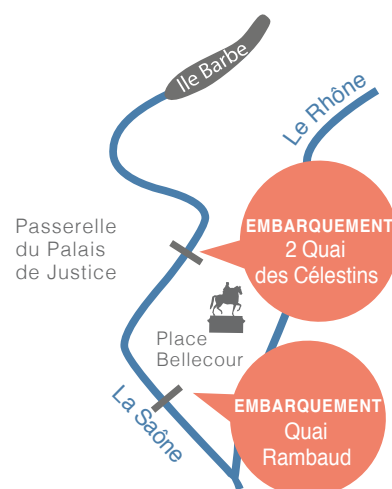 Ile Barbe
Le Rhône
EMBARQUEMENT
2 Quai
des Célestins
Passerelle
du Palais
de Justice
Place
Bellecour
La Saône
EMBARQUEMENT
Quai
Rambaud